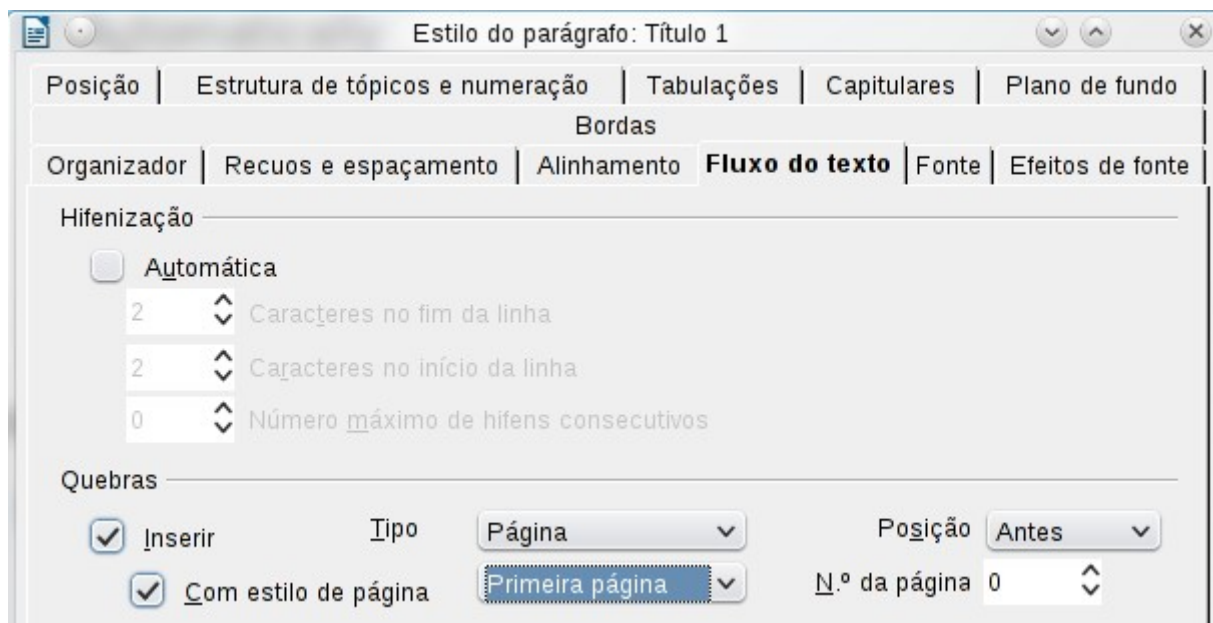 Estilo do parágrafo: Título 1
Posição Estrutura de tópicos e numeração Tabulações Capitulares Plano de fundo
Bordas
Organizador Recuos e espaçamento Alinhamento Fluxo do texto Fonte Efeitos de fonte
Hifenização
Automática
2 Caracteres no fim da linha
2 Caracteres no início da linha
0 Número máximo de hifens consecutivos
Quebras
Inserir Tipo Página Posição Antes
Com estilo de página Primeira página N.º da página 0